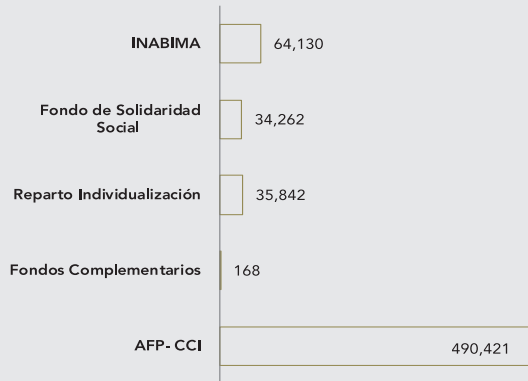 INABIMA 64,130
Fondo de Solidaridad
Social
34,262
Reparto Individualización 35,842
Fondos Complementarios 168
AFP- CCI 490,421